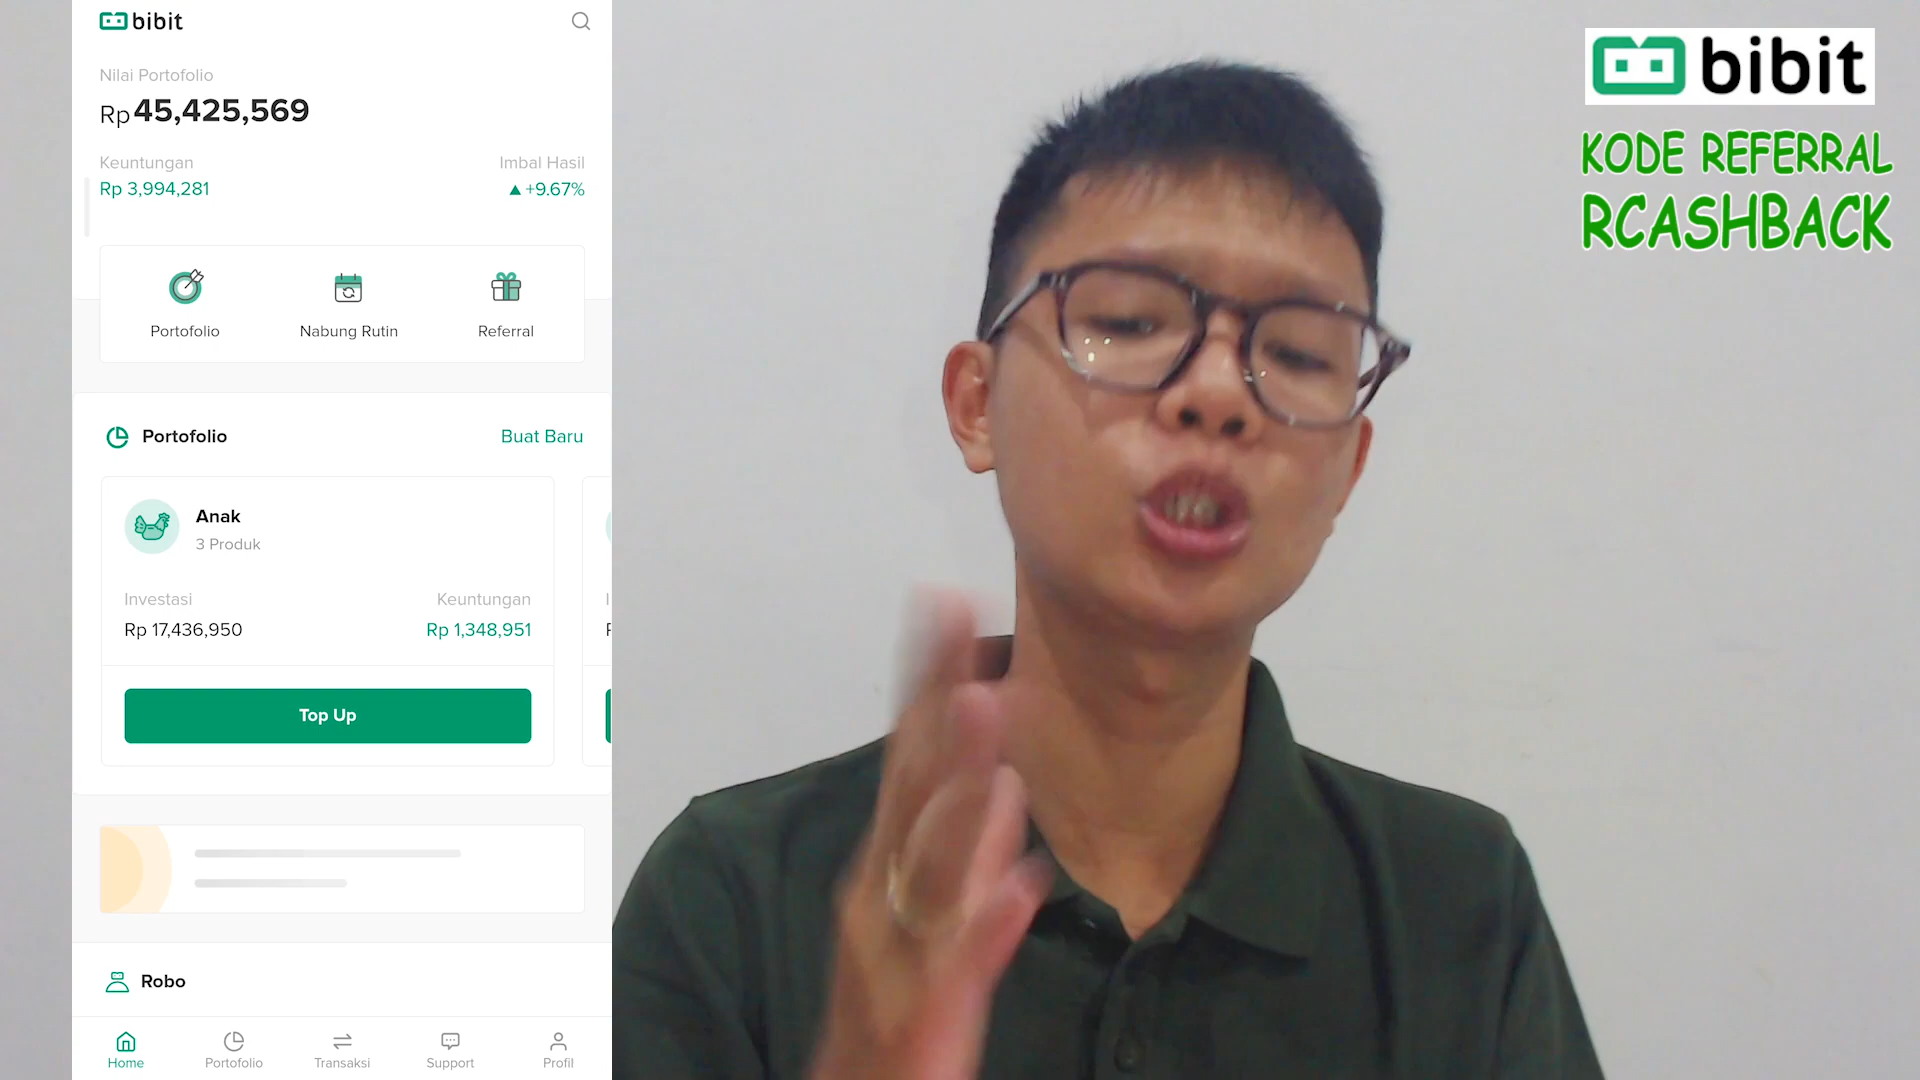 bibit
Nilai Portofolio
Rp 45,425,569
Keuntungan
Imbal Hasil
Rp 3,994,281
▲ +9.67%
Portofolio
Nabung Rutin
Referral
Portofolio
Buat Baru
Anak
3 Produk
Investasi
Keuntungan
Rp 17,436,950
Rp 1,348,951
Top Up
Robo
Home
Portofolio
Transaksi
Support
Profil
bibit
KODE REFERRAL
RCASHBACK